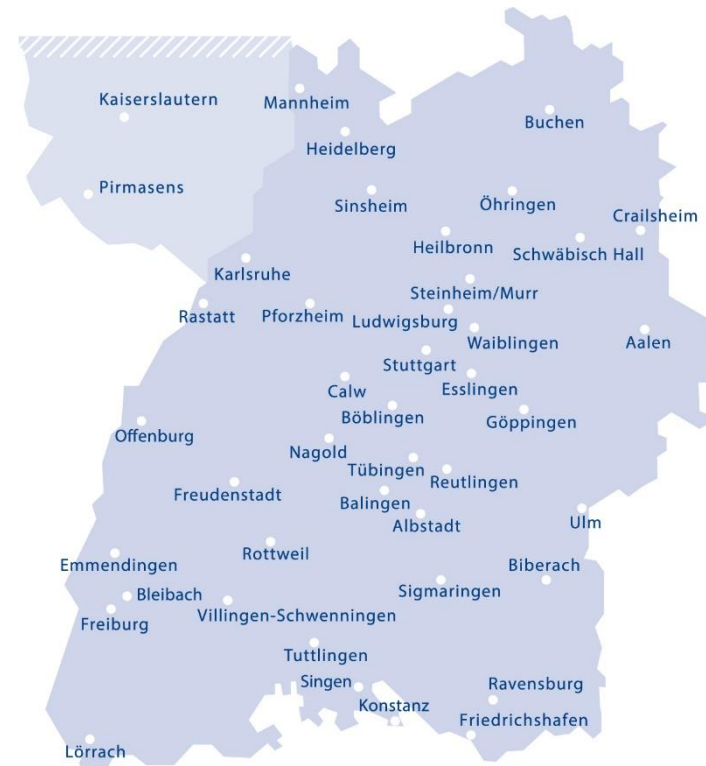 Kaiserslautern
Mannheim
Buchen
Heidelberg
Pirmasens
Sinsheim
Öhringen
Crailsheim
Heilbronn
Schwäbisch Hall
Karlsruhe
Steinheim/Murr
Rastatt
Pforzheim
Ludwigsburg
Waiblingen
Aalen
Stuttgart
Calw
Esslingen
Böblingen
Göppingen
Offenburg
Nagold
Tübingen
Reutlingen
Freudenstadt
Balingen
Albstadt
Ulm
Rottweil
Emmendingen
Biberach
Sigmaringen
Bleibach
Villingen-Schwenningen
Freiburg
Tuttlingen
Singen
Ravensburg
Konstanz
Friedrichshafen
Lörrach